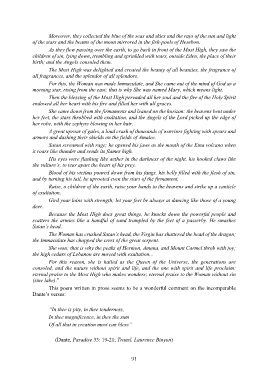 Moreover, they collected the blue of the seas and skies and the rays of the sun and light
of the stars and the beams of the moon mirrored in the fish-pools of Heshbon.
As they flew passing over the earth, to go back in front of the Most High, they saw the
children of sin, lying down, trembling and grimbled with tears, outside Eden, the place of their
birth; and the angels consoled them.
The Most High was delighted and created the beauty of all beauties, the fragrance of
all fragrances, and the splendor of all splendors.
For this, the Woman was made Immaculate, and She came out of the mind of God as a
morning star, rising from the east; that is why She was named Mary, which means light.
Then the blessing of the Most High pervaded all her soul and the fire of the Holy Spirit
endowed all her heart with his fire and filled her with all graces.
She came down from the firmament and leaned on the horizon: the heavens bent under
her feet, the stars throbbed with exultation, and the Angels of the Lord picked up the edge of
her robe, with the zephyrs blowing in her hair.
A great uproar of gales, a loud crash of thousands of warriors fighting with spears and
armors and dashing their shields on the fields of Amulec.
Satan screamed with rage; he opened his jaws as the mouth of the Etna volcano when
it roars like thunder and sends its flames high.
His eyes were flashing like amber in the darkness of the night, his hooked claws like
the vulture's, to tear apart the heart of his prey.
Blood of his victims poured down from his fangs, his belly filled with the flesh of sin,
and by turning his tail, he uprooted even the stars of the firmament.
Raise, o children of the earth, raise your hands to the heavens and strike up a canticle
of exultation.
Gird your loins with strength, let your feet be always at dancing like those of a young
deer.
Because the Most High does great things, he knocks down the powerful people and
scatters the armies like a handful of sand trampled by the feet of a passerby. He smashes
Satan's head.
The Woman has crushed Satan's head; the Virgin has shattered the head of the dragon;
the Immaculate has chopped the crest of the great serpent.
She won: that is why the peaks of Hermon, Amana, and Mount Carmel throb with joy;
the high cedars of Lebanon are moved with exultation...
For this reason, she is hailed as the Queen of the Universe, the generations are
consoled, and the nature without spirit and life, and the one with spirit and life proclaim:
eternal praise to the Most High who makes wonders; eternal praise to the Woman without sin
(sine labe)."
This poem written in prose seems to be a wonderful comment on the incomparable
Dante's verses:
"In thee is pity, in thee tenderness,
In thee magnificence, in thee the sum
Of all that in creation most can bless"
(Dante, Paradise 33: 19-21; Transl. Laurence Binyon)
91